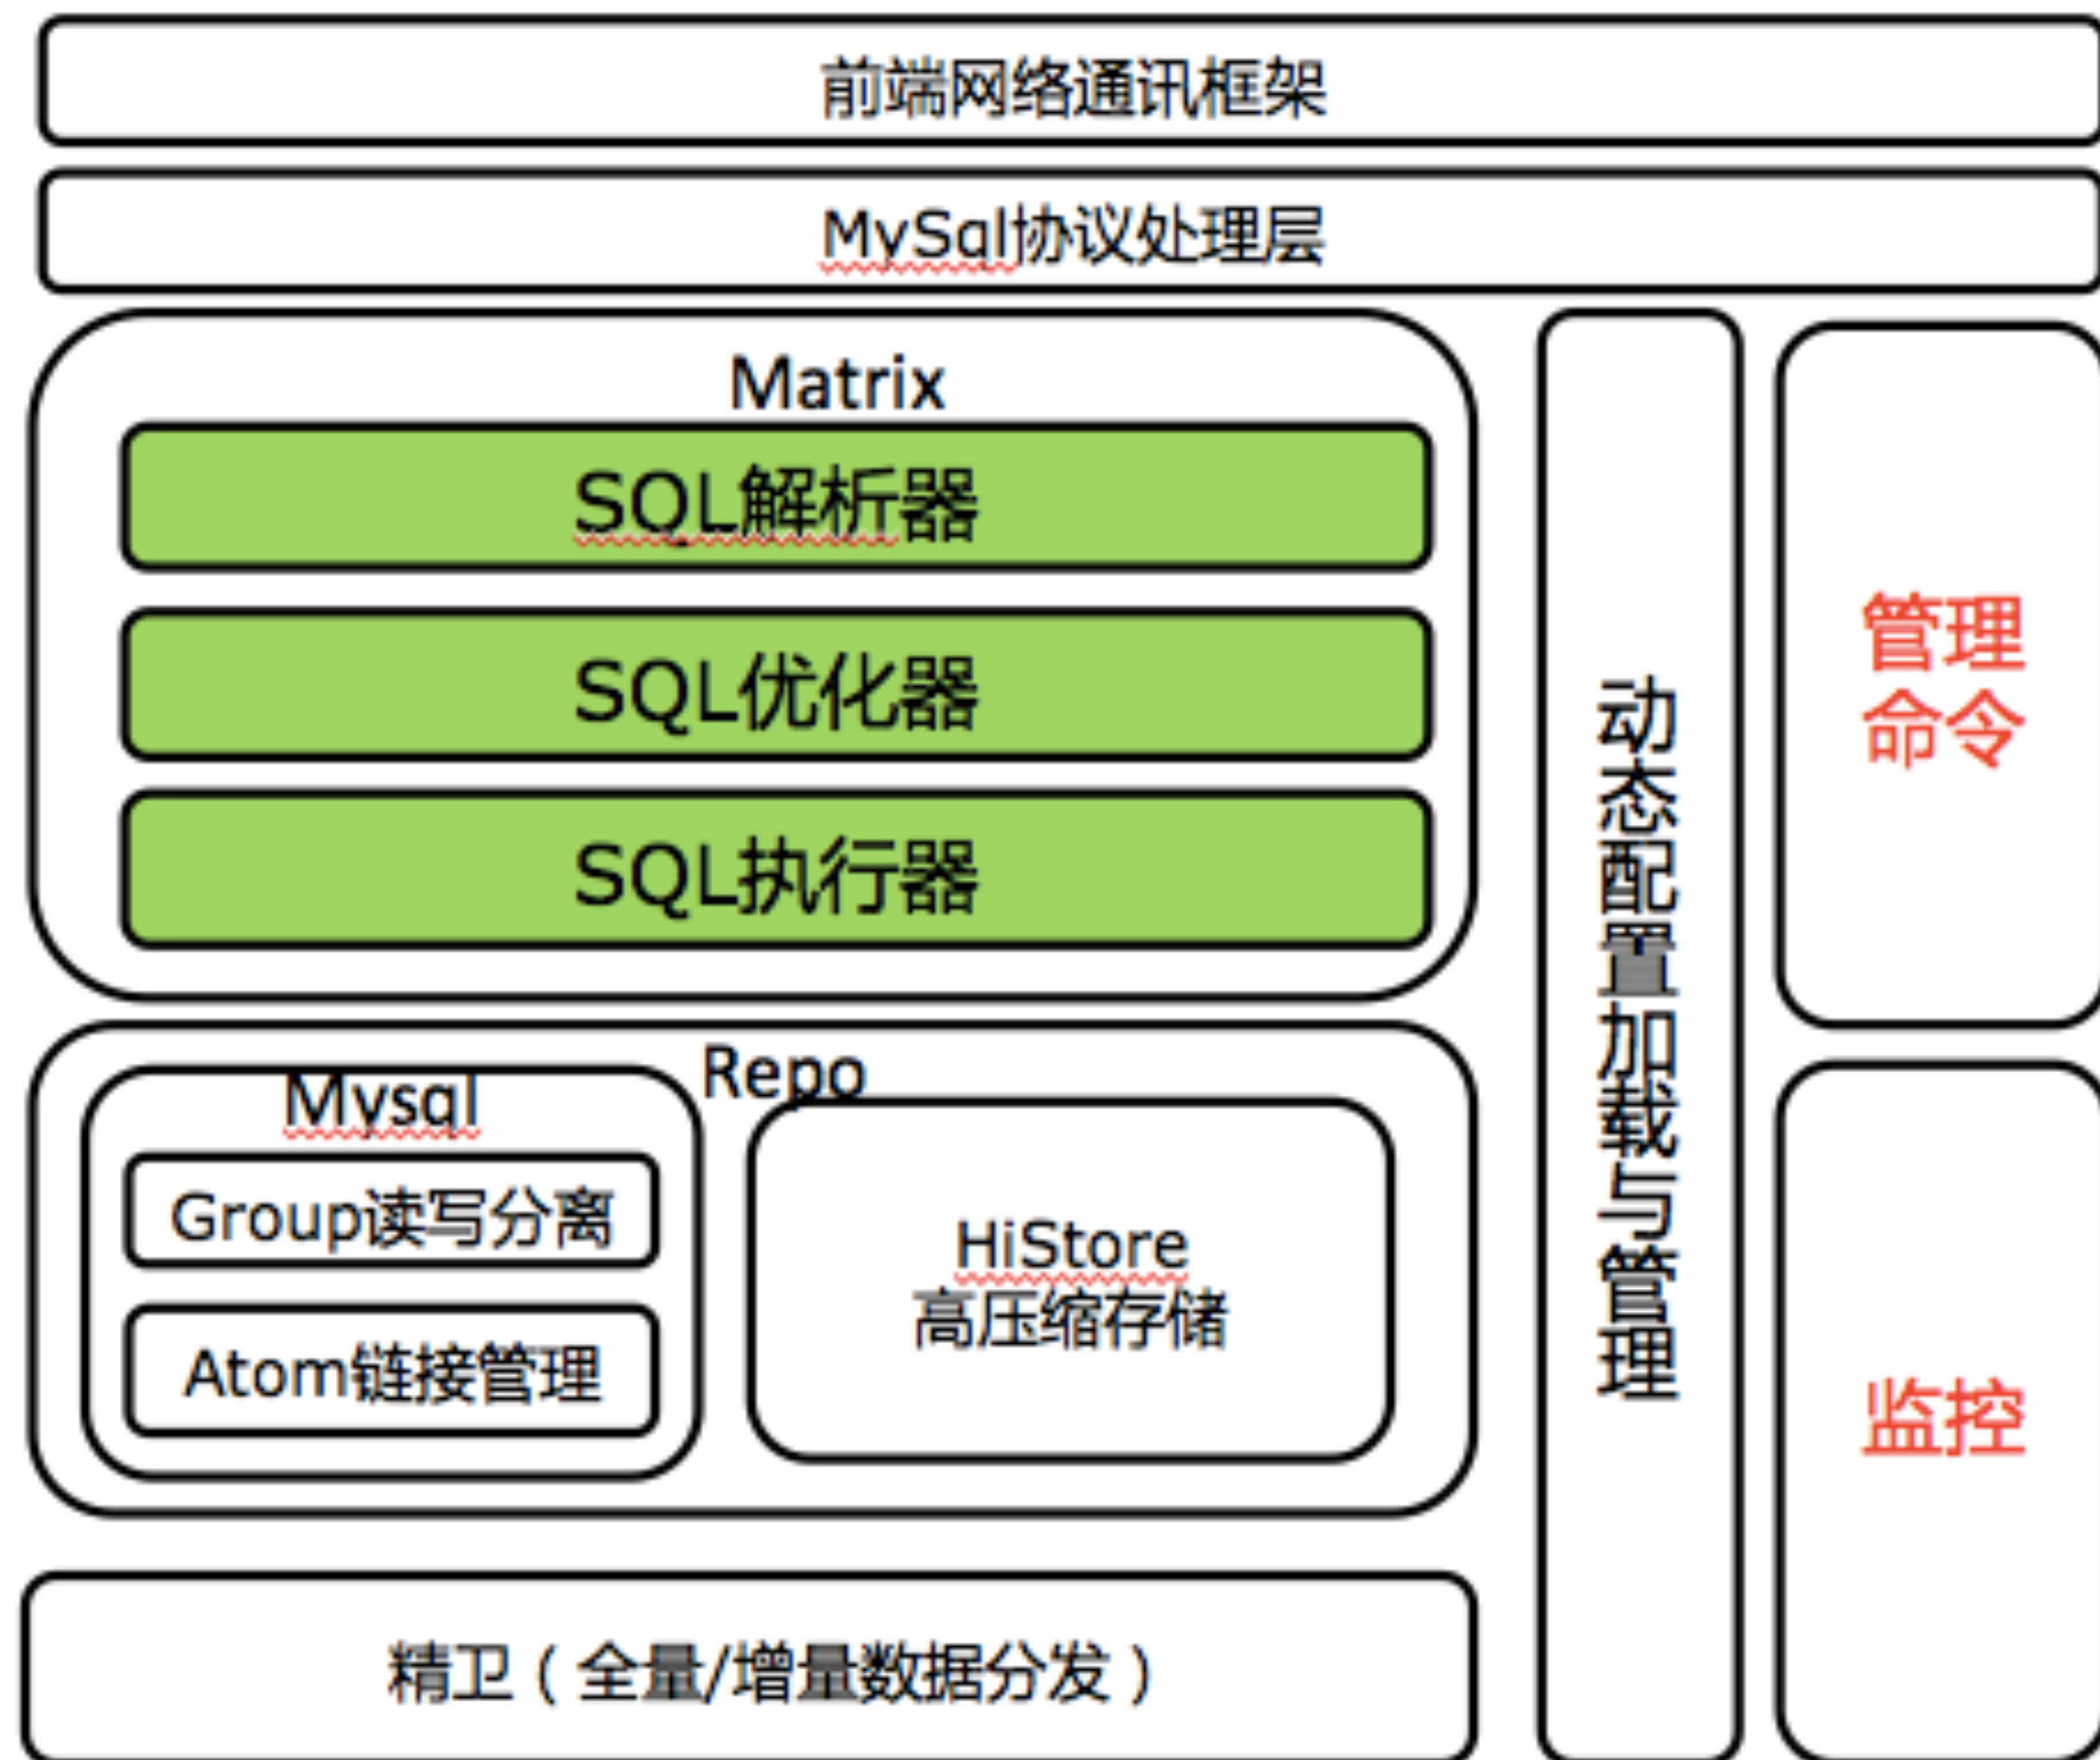 前端网络通讯框架
MySql协议处理层
Matrix
SQL解析器
SQL优化器
SQL执行器
Repo
Mysql
Group读写分离
Atom链接管理
HiStore
高压缩存储
精卫（全量/增量数据分发）
动态配置加载与管理
管理
命令
监控